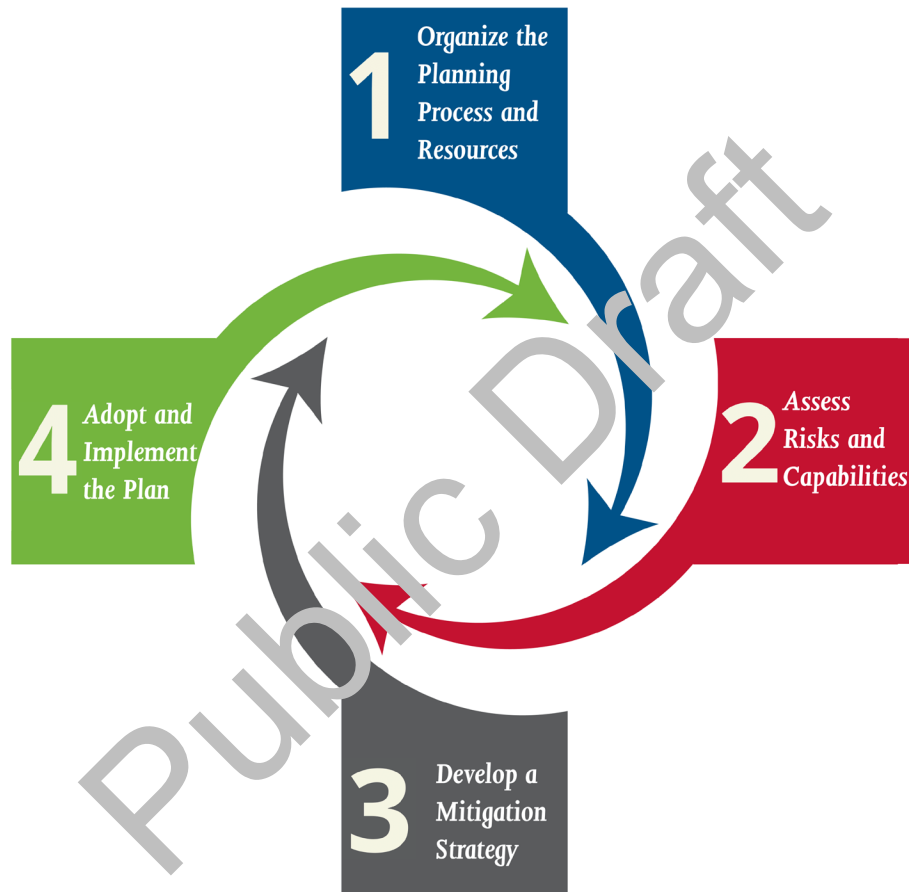 1
Organize the
Planning
Process and
Resources
2
Assess
Risks and
Capabilities
3
Develop a
Mitigation
Strategy
4
Adopt and
Implement
the Plan
Public Draft